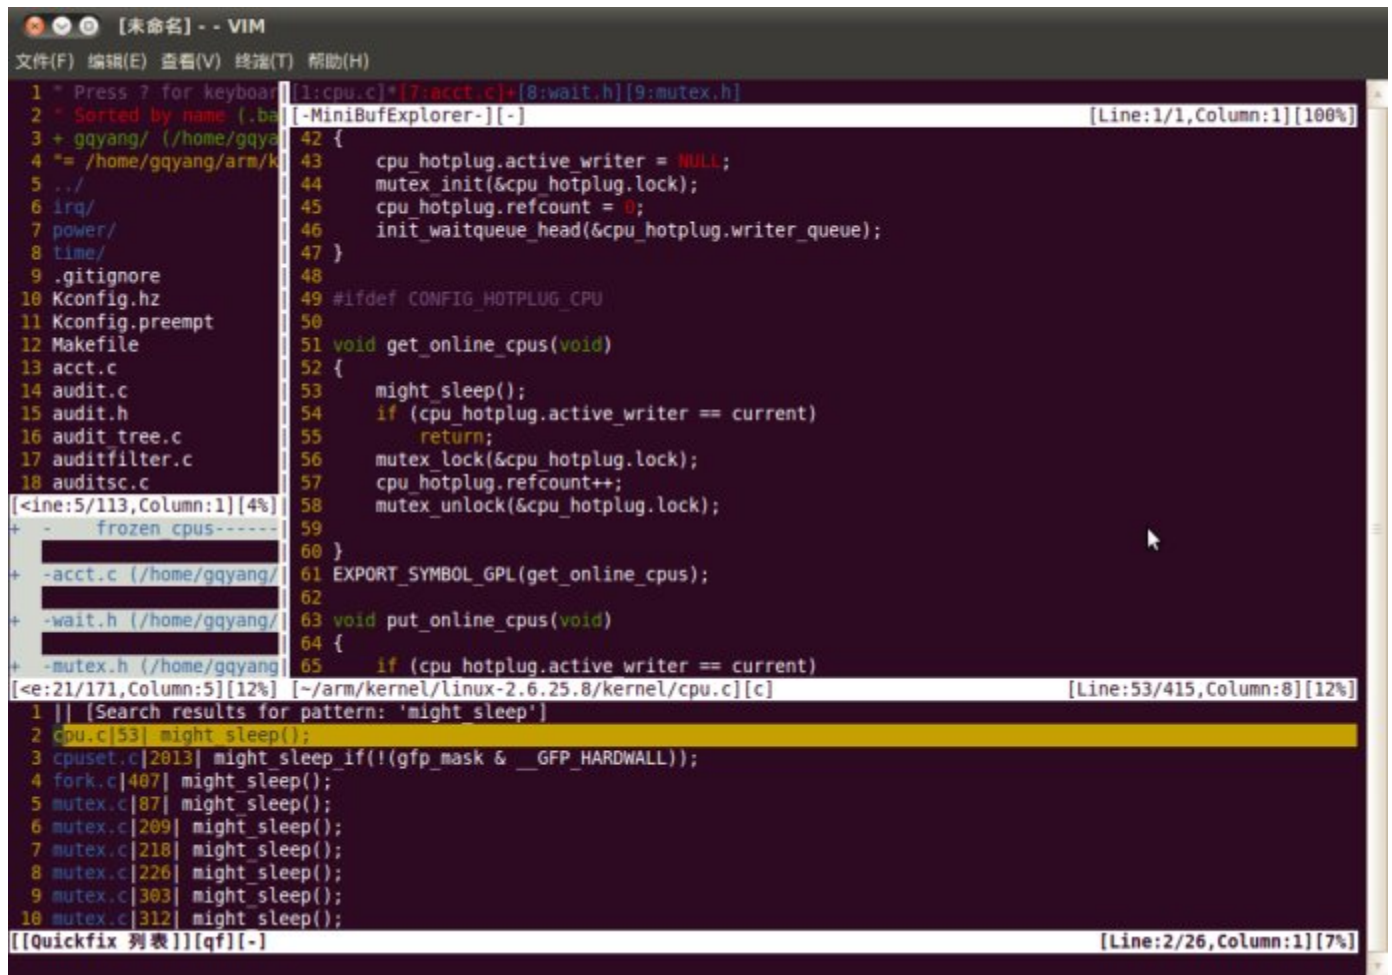 [未命名] - - VIM
文件(F) 编辑(E) 查看(V) 终端(T) 帮助(H)
1 " Press ? for keyboar
2 " Sorted by name (.ba
3 + gqyang/ (/home/gqya
4 "= /home/gqyang/arm/k
5 ../
6 irq/
7 power/
8 time/
9 .gitignore
10 Kconfig.hz
11 Kconfig.preempt
12 Makefile
13 acct.c
14 audit.c
15 audit.h
16 audit_tree.c
17 auditfilter.c
18 auditsc.c
[<ine:5/113,Column:1][4%]
+ - frozen_cpus------
+ -acct.c (/home/gqyang/
+ -wait.h (/home/gqyang/
+ -mutex.h (/home/gqyang
[<e:21/171,Column:5][12%]
[1:cpu.c]*[7:acct.c]+[8:wait.h][9:mutex.h]
[-MiniBufExplorer-][-] [Line:1/1,Column:1][100%]
42 {
43 cpu_hotplug.active_writer = NULL;
44 mutex_init(&cpu_hotplug.lock);
45 cpu_hotplug.refcount = 0;
46 init_waitqueue_head(&cpu_hotplug.writer_queue);
47 }
48
49 #ifdef CONFIG_HOTPLUG_CPU
50
51 void get_online_cpus(void)
52 {
53 might_sleep();
54 if (cpu_hotplug.active_writer == current)
55 return;
56 mutex_lock(&cpu_hotplug.lock);
57 cpu_hotplug.refcount++;
58 mutex_unlock(&cpu_hotplug.lock);
59
60 }
61 EXPORT_SYMBOL_GPL(get_online_cpus);
62
63 void put_online_cpus(void)
64 {
65 if (cpu_hotplug.active_writer == current)
[~/arm/kernel/linux-2.6.25.8/kernel/cpu.c][c] [Line:53/415,Column:8][12%]
1 || [Search results for pattern: 'might_sleep']
2 cpu.c|53| might_sleep();
3 cpuset.c|2013| might_sleep_if(!(gfp_mask & __GFP_HARDWALL));
4 fork.c|407| might_sleep();
5 mutex.c|87| might_sleep();
6 mutex.c|209| might_sleep();
7 mutex.c|218| might_sleep();
8 mutex.c|226| might_sleep();
9 mutex.c|303| might_sleep();
10 mutex.c|312| might_sleep();
[[Quickfix 列表]][qf][-] [Line:2/26,Column:1][7%]